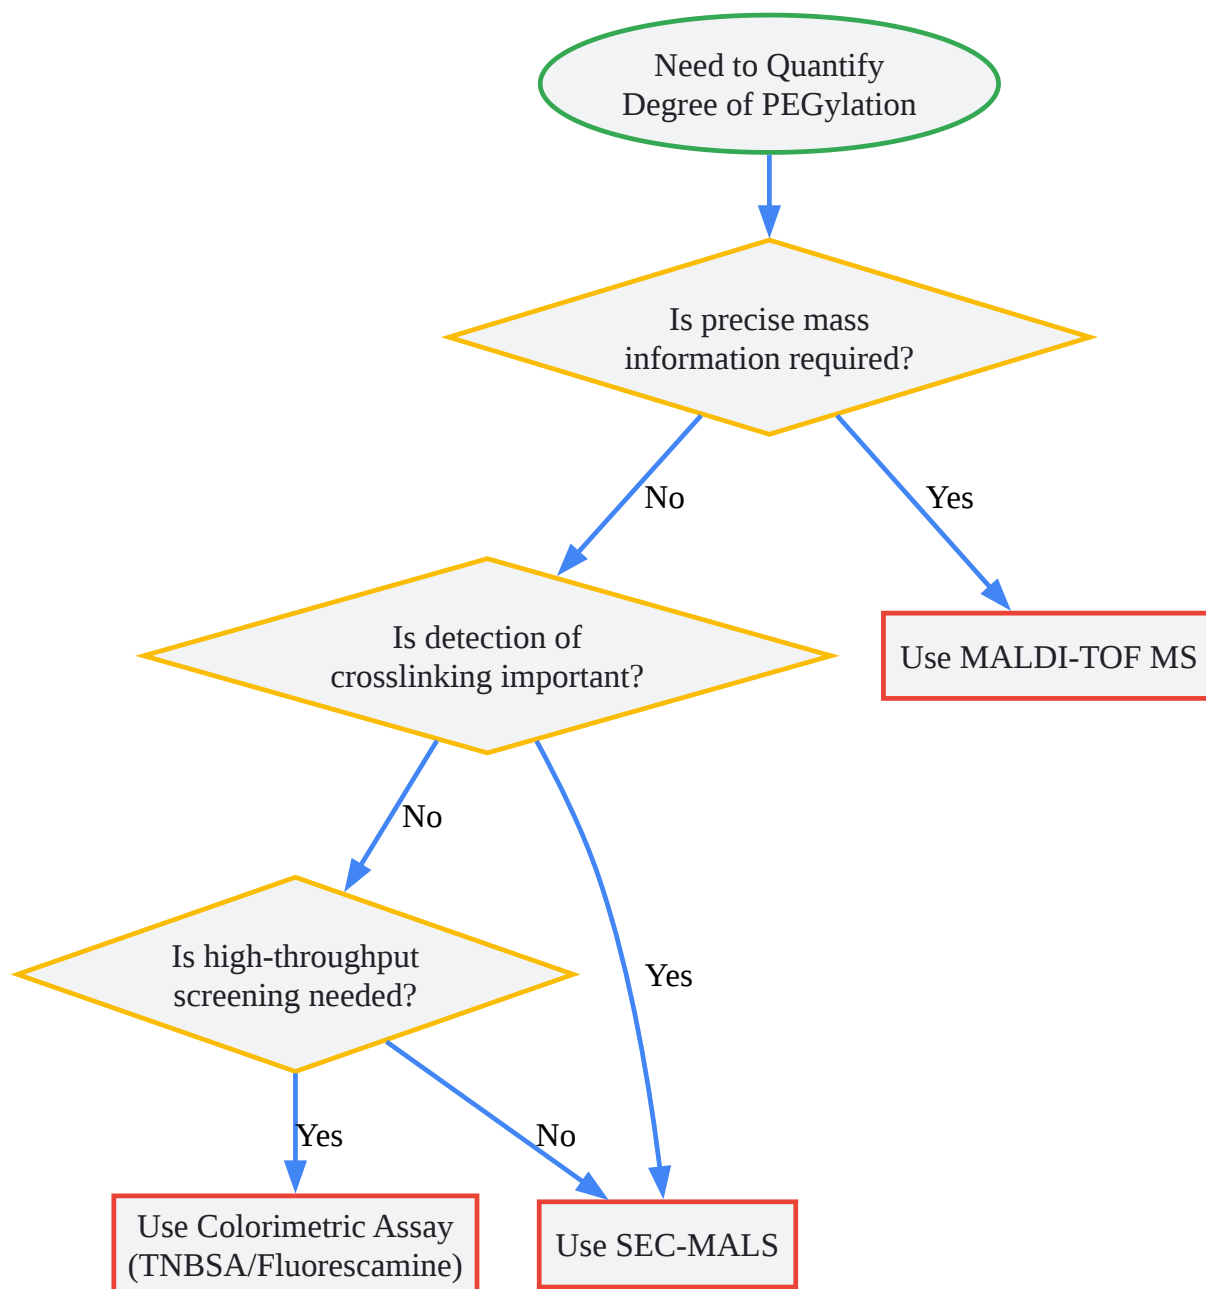 Need to Quantify
Degree of PEGylation
Is precise mass
information required?
No
Yes
Is detection of
crosslinking important?
Use MALDI-TOF MS
No
Is high-throughput
screening needed?
Yes
Yes
No
Use Colorimetric Assay
(TNBSA/Fluorescamine)
Use SEC-MALS